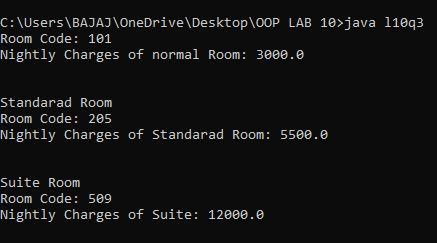 C:\Users\BAJAJ\OneDrive\Desktop\OOP LAB 10>java l10q3
Room Code: 101
Nightly Charges of normal Room: 3000.0
Standarad Room
Room Code: 205
Nightly Charges of Standarad Room: 5500.0
Suite Room
Room Code: 509
Nightly Charges of Suite: 12000.0